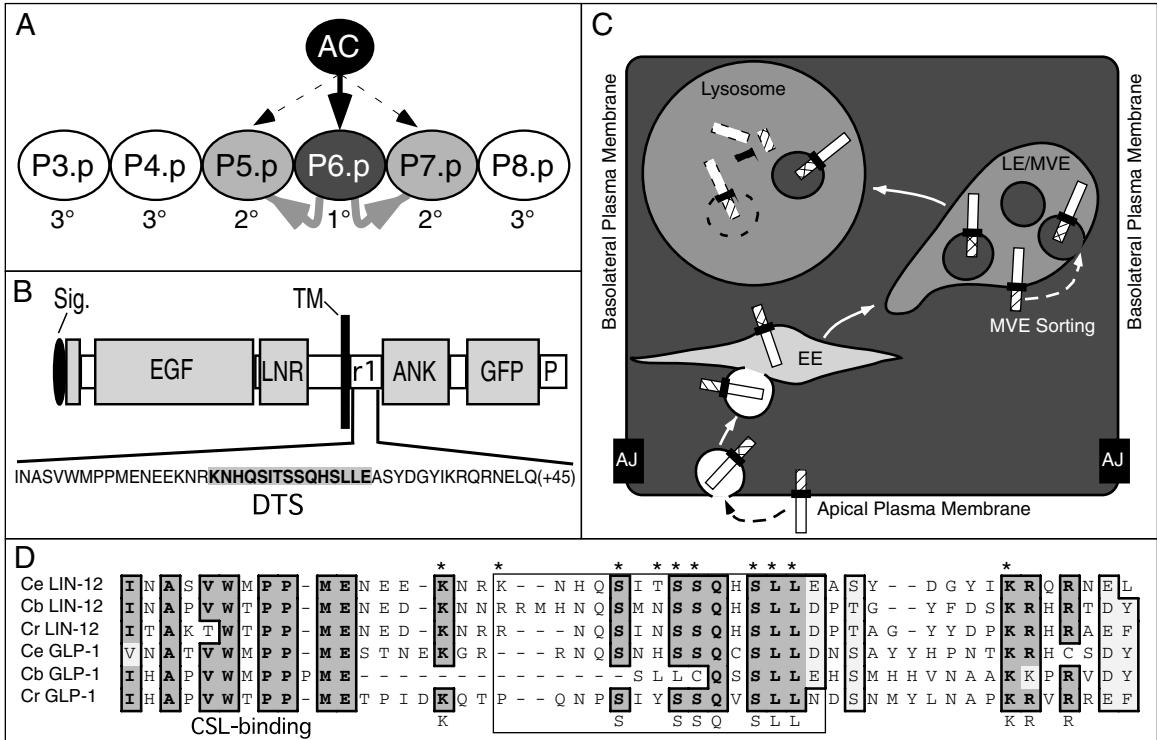 A
AC
P3.p P4.p P5.p P6.p P7.p P8.p
3° 3° 2° 1° 2° 3°
B
Sig.
TM
EGF LNR r1 ANK GFP P
INASVWMPPMENEEKNRKNHQSITSSQHSLLEASYDGYIKRQRNELQ(+45)
DTS
C
Basolateral Plasma Membrane
Basolateral Plasma Membrane
Lysosome
LE/MVE
MVE Sorting
EE
AJ
AJ
Apical Plasma Membrane
D
* * * * * * * * * *
Ce LIN-12 I N A S V W M P P - M E N E E - K N R K - - N H Q S I T S S Q H S L L E A S Y - - D G Y I K R Q R N E L
Cb LIN-12 I N A P V W T P P - M E N E D - K N N R R M H N Q S M N S S Q H S L L D P T G - - Y F D S K R H R T D Y
Cr LIN-12 I T A K T W T P P - M E N E D - K N R R - - - N Q S I N S S Q H S L L D P T A G - Y Y D P K R H R A E F
Ce GLP-1 V N A T V W M P P - M E S T N E K G R - - - R N Q S N H S S Q C S L L D N S A Y Y H P N T K R H C S D Y
Cb GLP-1 I H A P V W M P P - M E - - - - - - - - - - - - - - S L L C Q S S L L E H S M H H V N A A K K P R V D Y
Cr GLP-1 I H A P V W T P P - M E T P I D K Q T P - - Q N P S I Y S S Q V S L L N D N S M Y L N A P K R V R R E F
CSL-binding K S S S Q S L L K R R